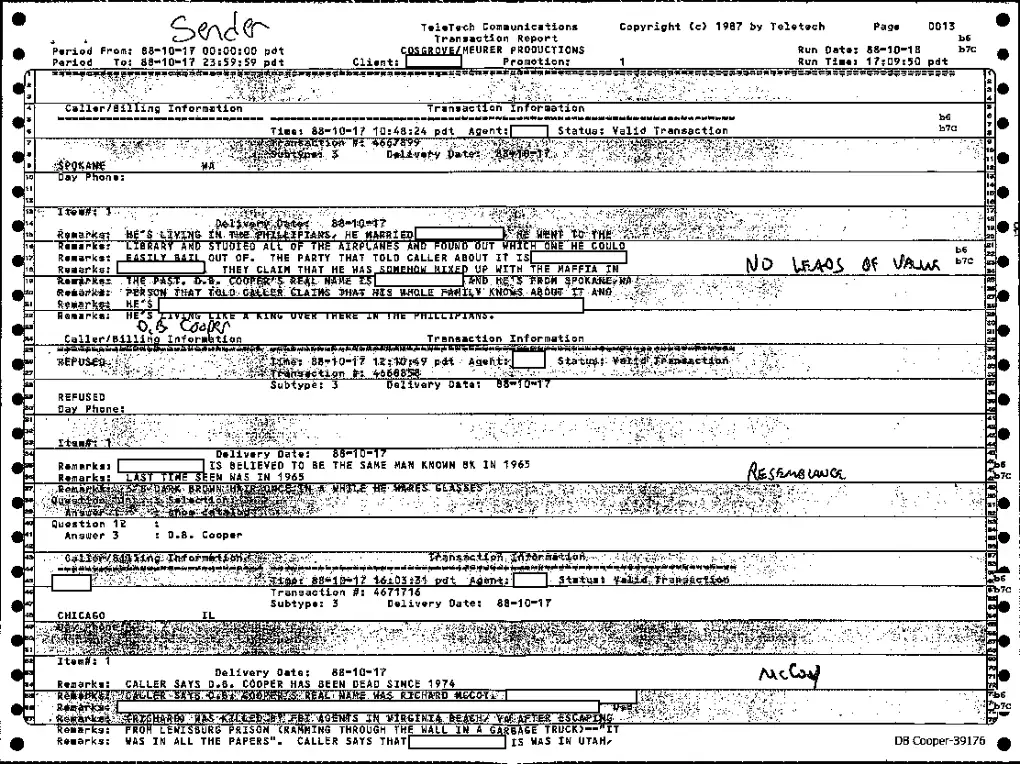 Sender
TeleTech Communications Copyright (c) 1987 by Teletech Page 0013
Transaction Report
b6
Period From: 88-10-17 00:00:00 pdt COSGROVE/MEURER PRODUCTIONS Run Date: 88-10-18 b7C
Period To: 88-10-17 23:59:59 pdt Client: Promotion: 1 Run Time: 17:09:50 pdt
Caller/Billing Information Transaction Information
b6
Time: 88-10-17 10:48:24 pdt Agent: Status: Valid Transaction b7C
Transaction #: 4667899
Subtype: 3 Delivery Date: 88-10-17
SPOKANE WA
Day Phone:
Item#: 1
Delivery Date: 88-10-17
Remarks: HE'S LIVING IN THE PHILLIPIANS. HE MARRIED HE WENT TO THE
Remarks: LIBRARY AND STUDIED ALL OF THE AIRPLANES AND FOUND OUT WHICH ONE HE COULD
Remarks: EASILY BAIL OUT OF. THE PARTY THAT TOLD CALLER ABOUT IT IS b6 b7C
Remarks: THEY CLAIM THAT HE WAS SOMEHOW MIXED UP WITH THE MAFFIA IN
NO LEADS OF VALUE
Remarks: THE PAST. D.B. COOPER'S REAL NAME IS AND HE'S FROM SPOKANE,WA
Remarks: PERSON THAT TOLD CALLER CLAIMS THAT HIS WHOLE FAMILY KNOWS ABOUT IT AND
Remarks: HE'S
Remarks: HE'S LIVING LIKE A KING OVER THERE IN THE PHILLIPIANS.
D.B Cooper
Caller/Billing Information Transaction Information
REFUSED Time: 88-10-17 12:10:49 pdt Agent: Status: Valid Transaction
Transaction #: 4668858
Subtype: 3 Delivery Date: 88-10-17
REFUSED
Day Phone:
Item#: 1
Delivery Date: 88-10-17
Remarks: IS BELIEVED TO BE THE SAME MAN KNOWN BK IN 1965 b6
Remarks: LAST TIME SEEN WAS IN 1965 RESEMBLANCE b7C
Remarks: DARK BROWN HAIR ONCE IN A WHILE HE WARES GLASSES
Question
Answer
Question 12 :
Answer 3 : D.B. Cooper
Caller/Billing Information Transaction Information
Time: 88-10-17 16:03:31 pdt Agent: Status: Valid Transaction b6
Transaction #: 4671716 b7C
Subtype: 3 Delivery Date: 88-10-17
CHICAGO IL
Day Phone:
Item#: 1
Delivery Date: 88-10-17
McCoy
Remarks: CALLER SAYS D.B. COOPER HAS BEEN DEAD SINCE 1974
Remarks: CALLER SAYS D.B. COOPER'S REAL NAME WAS RICHARD MCCOY. b6
Remarks: b7C
Remarks: (RICHARD) WAS KILLED BY FBI AGENTS IN VIRGINIA BEACH, VA AFTER ESCAPING
Remarks: FROM LEWISBURG PRISON (RAMMING THROUGH THE WALL IN A GARBAGE TRUCK)--"IT
Remarks: WAS IN ALL THE PAPERS". CALLER SAYS THAT IS WAS IN UTAH,
DB Cooper-39176